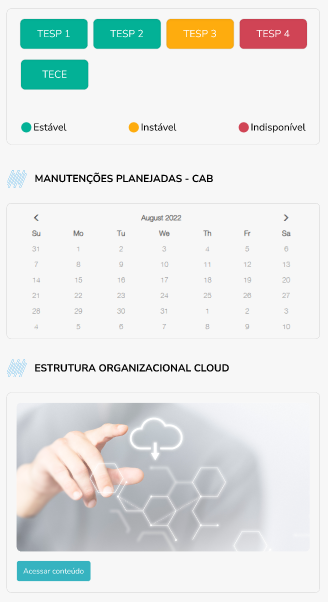 TESP 1 TESP 2 TESP 3 TESP 4
TECE
Estável Instável Indisponível
MANUTENÇÕES PLANEJADAS - CAB
August 2022
Su Mo Tu We Th Fr Sa
31 1 2 3 4 5 6
7 8 9 10 11 12 13
14 15 16 17 18 19 20
21 22 23 24 25 26 27
28 29 30 31 1 2 3
4 5 6 7 8 9 10
ESTRUTURA ORGANIZACIONAL CLOUD
Acessar conteúdo